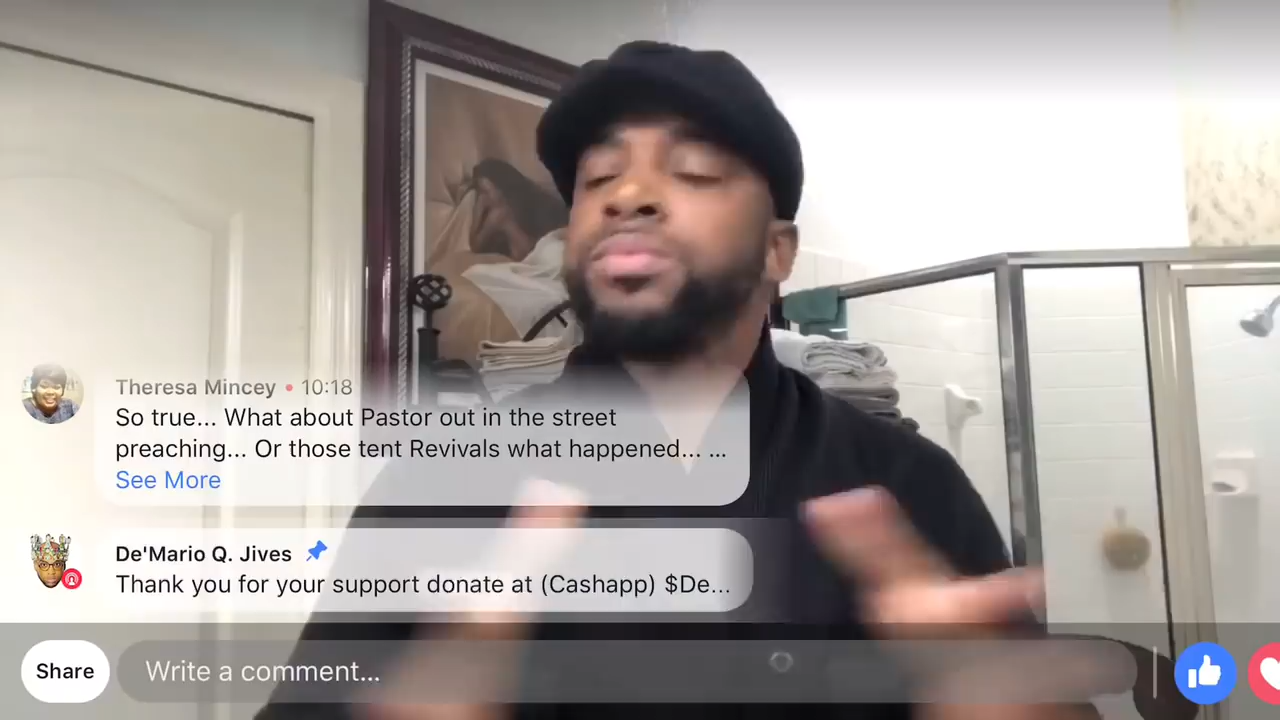 Theresa Mincey • 10:18
So true... What about Pastor out in the street
preaching... Or those tent Revivals what happened... ...
See More
De'Mario Q. Jives
Thank you for your support donate at (Cashapp) $De...
Share
Write a comment...